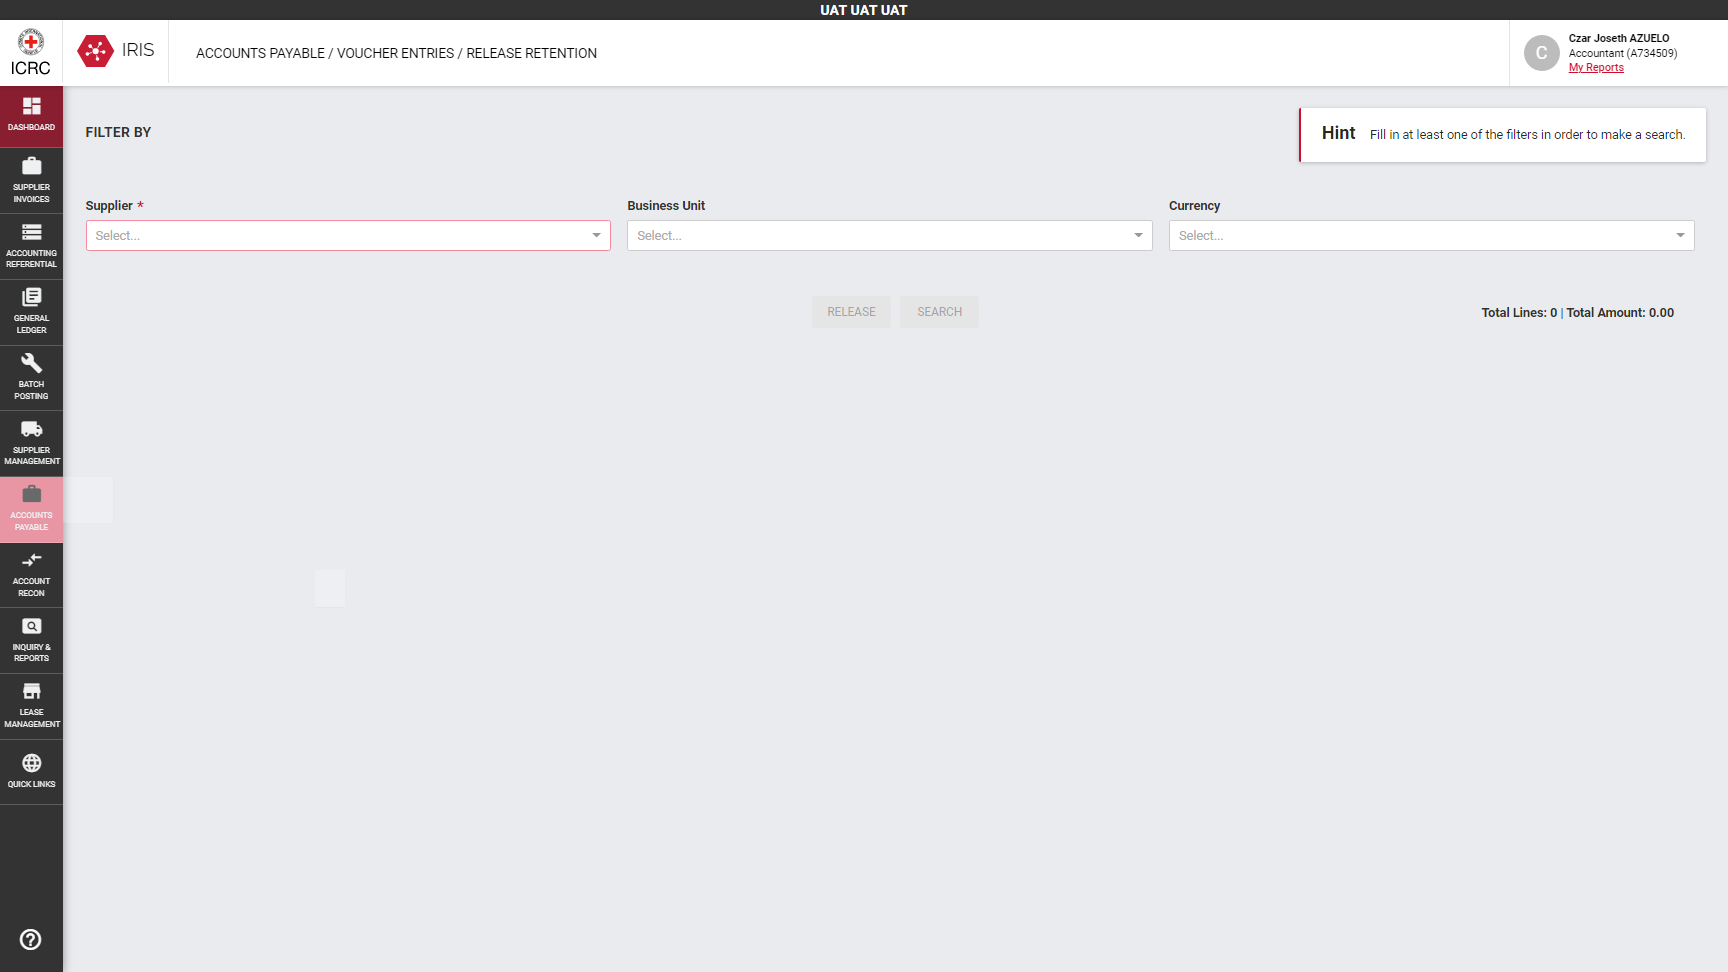 UAT UAT UAT
ICRC
IRIS
ACCOUNTS PAYABLE / VOUCHER ENTRIES / RELEASE RETENTION
C
Czar Joseth AZUELO
Accountant (A734509)
My Reports
DASHBOARD
SUPPLIER
INVOICES
ACCOUNTING
REFERENTIAL
GENERAL
LEDGER
BATCH
POSTING
SUPPLIER
MANAGEMENT
ACCOUNTS
PAYABLE
ACCOUNT
RECON
INQUIRY &
REPORTS
LEASE
MANAGEMENT
QUICK LINKS
FILTER BY
Hint Fill in at least one of the filters in order to make a search.
Supplier * Business Unit Currency
Select... Select... Select...
RELEASE SEARCH Total Lines: 0 | Total Amount: 0.00